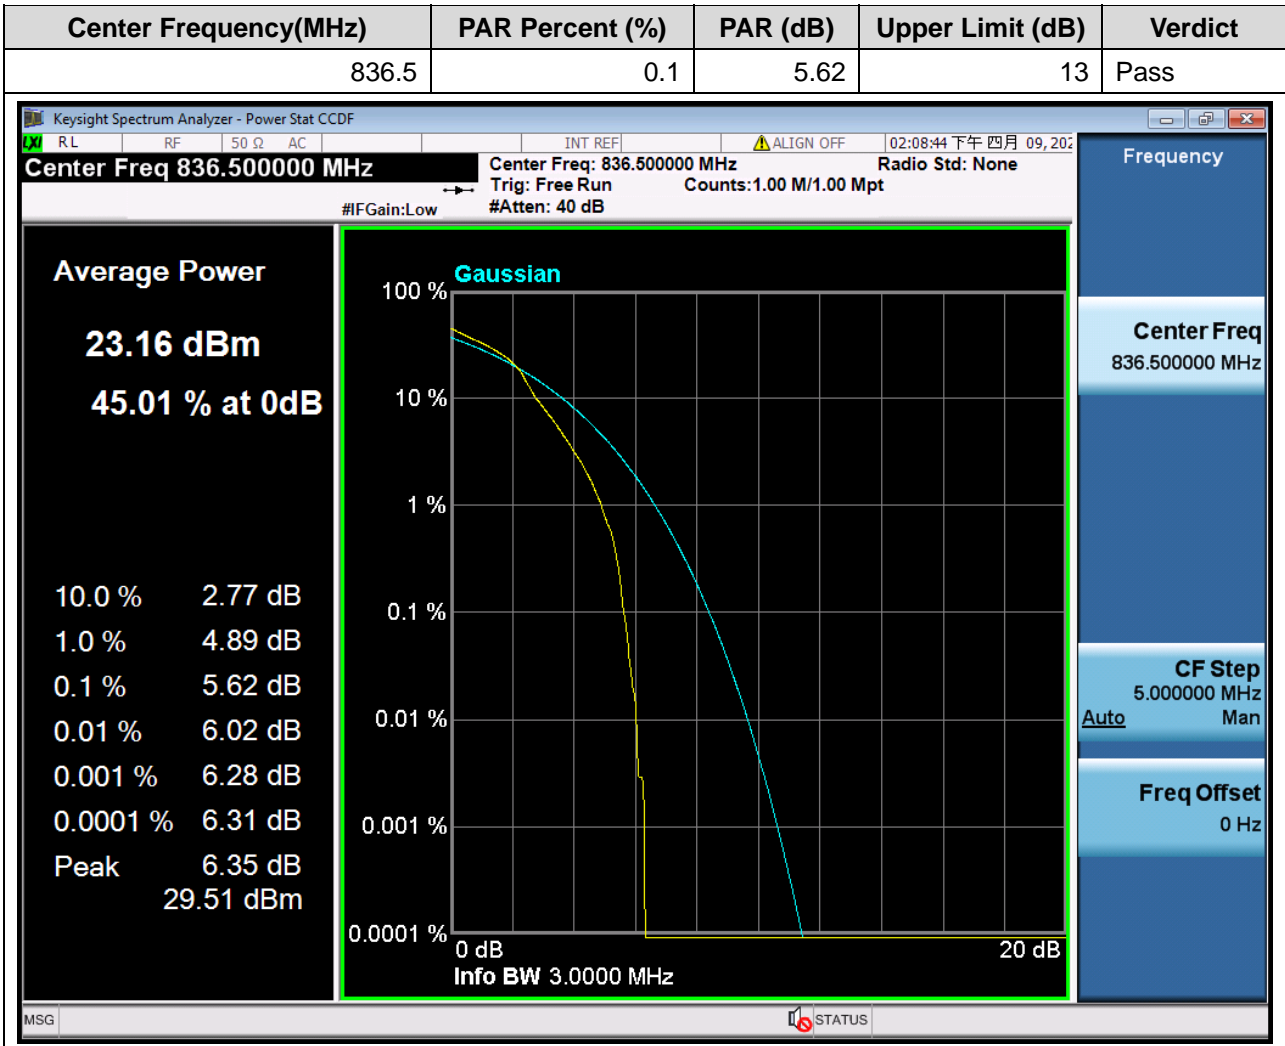 Center Frequency(MHz) PAR Percent (%) PAR (dB) Upper Limit (dB) Verdict
836.5 0.1 5.62 13 Pass
Keysight Spectrum Analyzer - Power Stat CCDF
LXI RL RF 50 Ω AC INT REF ALIGN OFF 02:08:44 下午 四月 09, 202
Center Freq 836.500000 MHz
Center Freq: 836.500000 MHz Radio Std: None
Trig: Free Run Counts:1.00 M/1.00 Mpt
#IFGain:Low #Atten: 40 dB
Average Power
23.16 dBm
45.01 % at 0dB
10.0 % 2.77 dB
1.0 % 4.89 dB
0.1 % 5.62 dB
0.01 % 6.02 dB
0.001 % 6.28 dB
0.0001 % 6.31 dB
Peak 6.35 dB
29.51 dBm
Gaussian
100 %
10 %
1 %
0.1 %
0.01 %
0.001 %
0.0001 %
0 dB 20 dB
Info BW 3.0000 MHz
Frequency
Center Freq
836.500000 MHz
CF Step
5.000000 MHz
Auto Man
Freq Offset
0 Hz
MSG STATUS